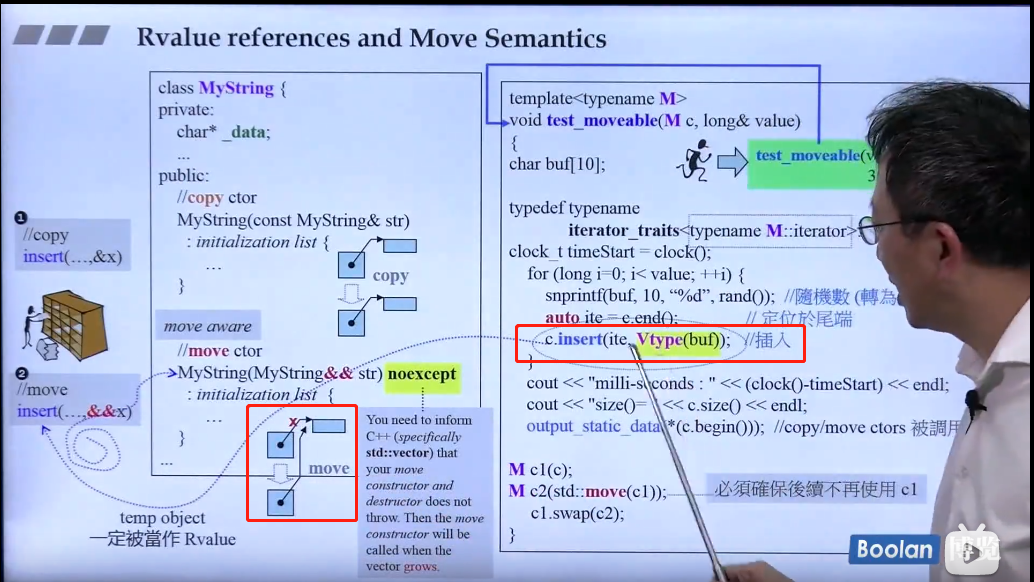 Rvalue references and Move Semantics
❶
//copy
insert(…,&x)
❷
//move
insert(…,&&x)
temp object
一定被當作 Rvalue
class MyString {
private:
char* _data;
...
public:
//copy ctor
MyString(const MyString& str)
: initialization list {
...
}
copy
move aware
//move ctor
MyString(MyString&& str) noexcept
: initialization list {
...
}
...
x
move
You need to inform
C++ (specifically
std::vector) that
your move
constructor and
destructor does not
throw. Then the move
constructor will be
called when the
vector grows.
template<typename M>
void test_moveable(M c, long& value)
{
char buf[10];
test_moveable(
3
typedef typename
iterator_traits<typename M::iterator>:
clock_t timeStart = clock();
for (long i=0; i< value; ++i) {
snprintf(buf, 10, "%d", rand()); //隨機數 (轉為
auto ite = c.end(); // 定位於尾端
c.insert(ite, Vtype(buf)); //插入
}
cout << "milli-seconds : " << (clock()-timeStart) << endl;
cout << "size()= " << c.size() << endl;
output_static_data(*(c.begin())); //copy/move ctors 被調用
M c1(c);
M c2(std::move(c1));
必須確保後續不再使用 c1
c1.swap(c2);
}
Boolan
博览